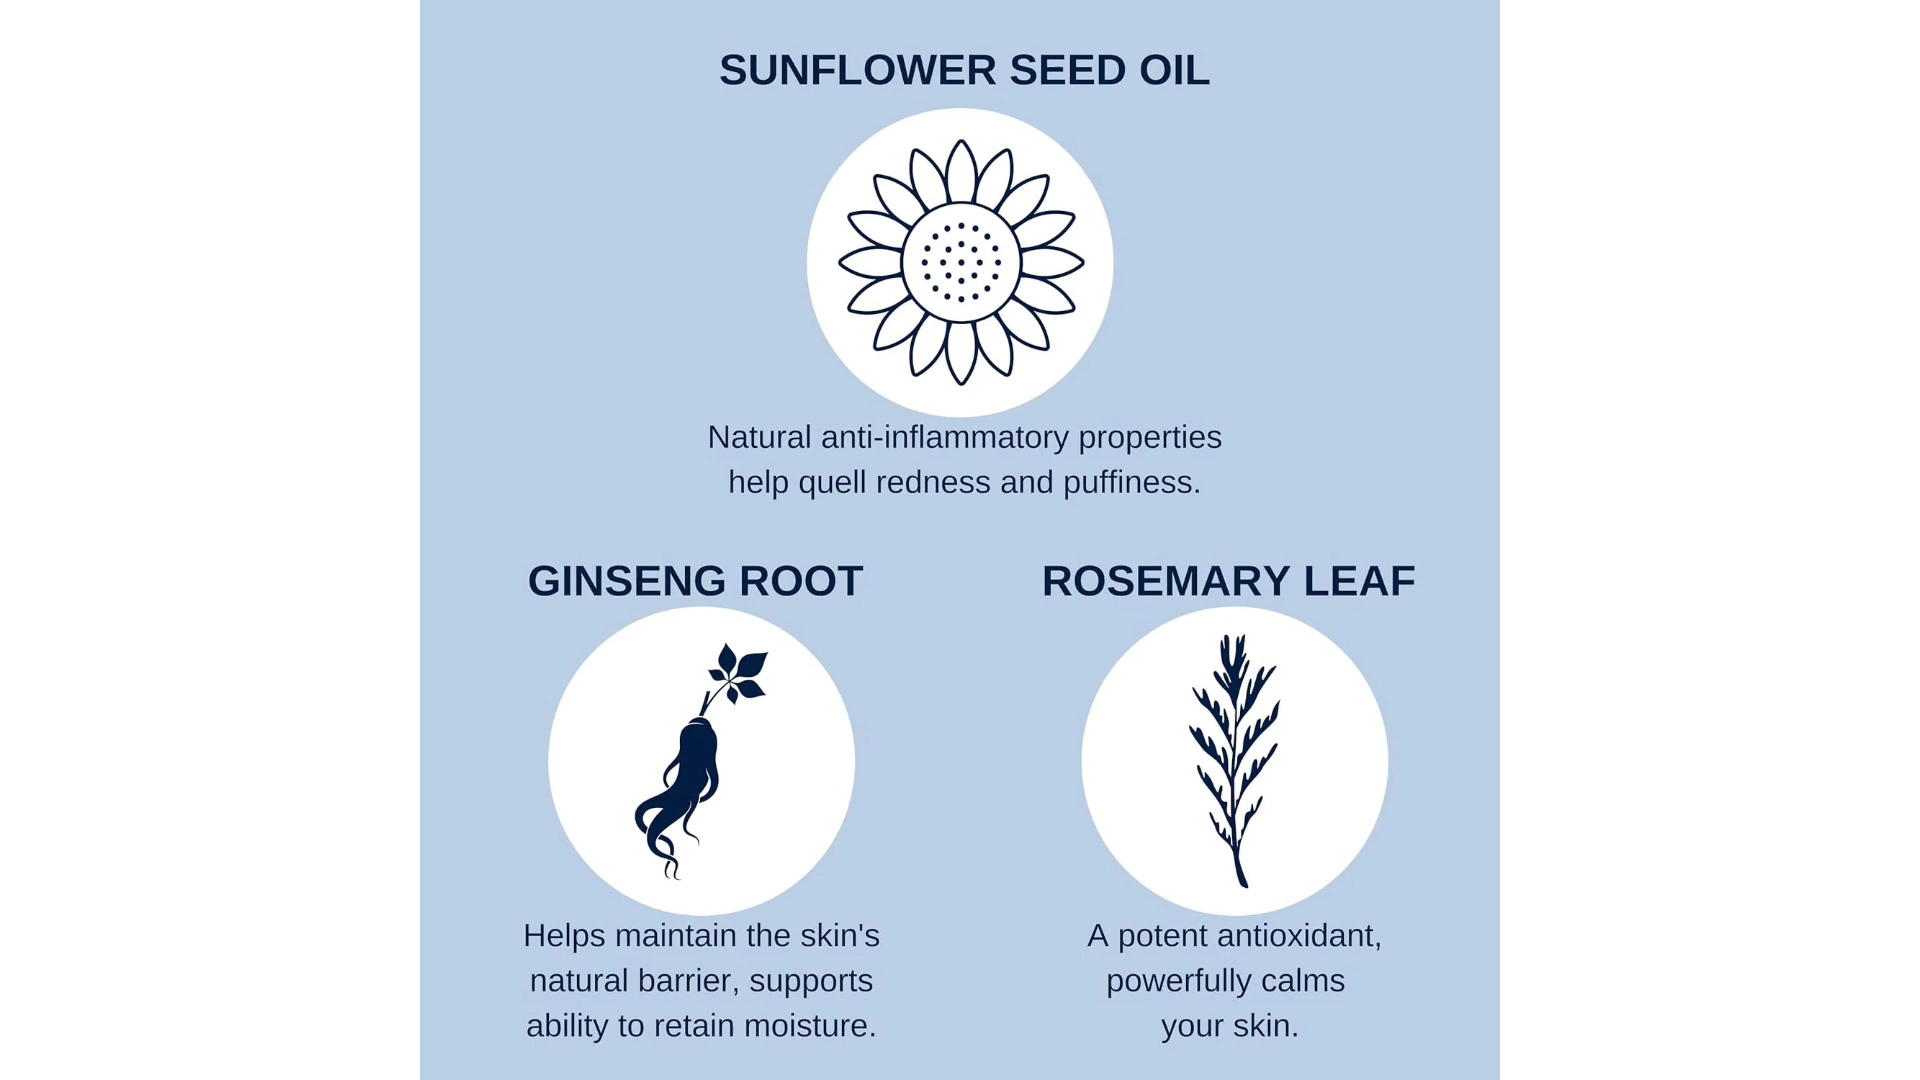 SUNFLOWER SEED OIL
Natural anti-inflammatory properties
help quell redness and puffiness.
GINSENG ROOT
Helps maintain the skin's
natural barrier, supports
ability to retain moisture.
ROSEMARY LEAF
A potent antioxidant,
powerfully calms
your skin.